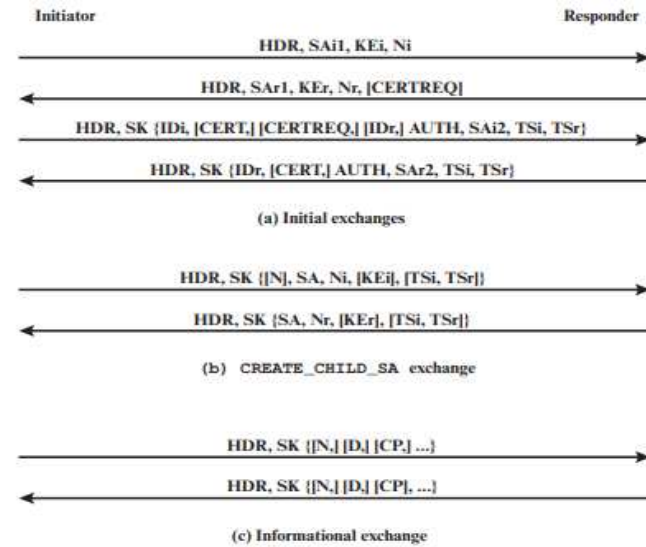 Initiator Responder
HDR, SAi1, KEi, Ni
HDR, SAr1, KEr, Nr, [CERTREQ]
HDR, SK {IDi, [CERT,] [CERTREQ,] [IDr,] AUTH, SAi2, TSi, TSr}
HDR, SK {IDr, [CERT,] AUTH, SAr2, TSi, TSr}
(a) Initial exchanges
HDR, SK {[N], SA, Ni, [KEi], [TSi, TSr]}
HDR, SK {SA, Nr, [KEr], [TSi, TSr]}
(b) CREATE_CHILD_SA exchange
HDR, SK {[N,] [D,] [CP,] ...}
HDR, SK {[N,] [D,] [CP], ...}
(c) Informational exchange